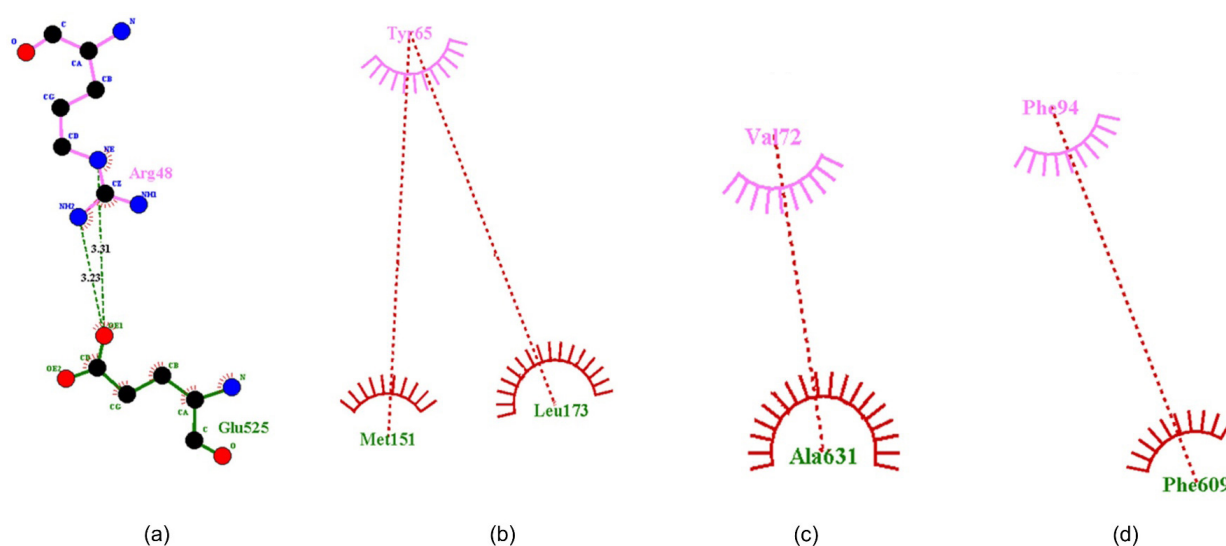 C
N
O
CA
CB
CG
CD
NE
Arg48
CZ
NH2
NH1
3.31
3.23
OE1
CD
CB
OE2
N
CG
CA
Glu525
C
O
(a)
Tyr65
Met151
Leu173
(b)
Val72
Ala631
(c)
Phe94
Phe609
(d)